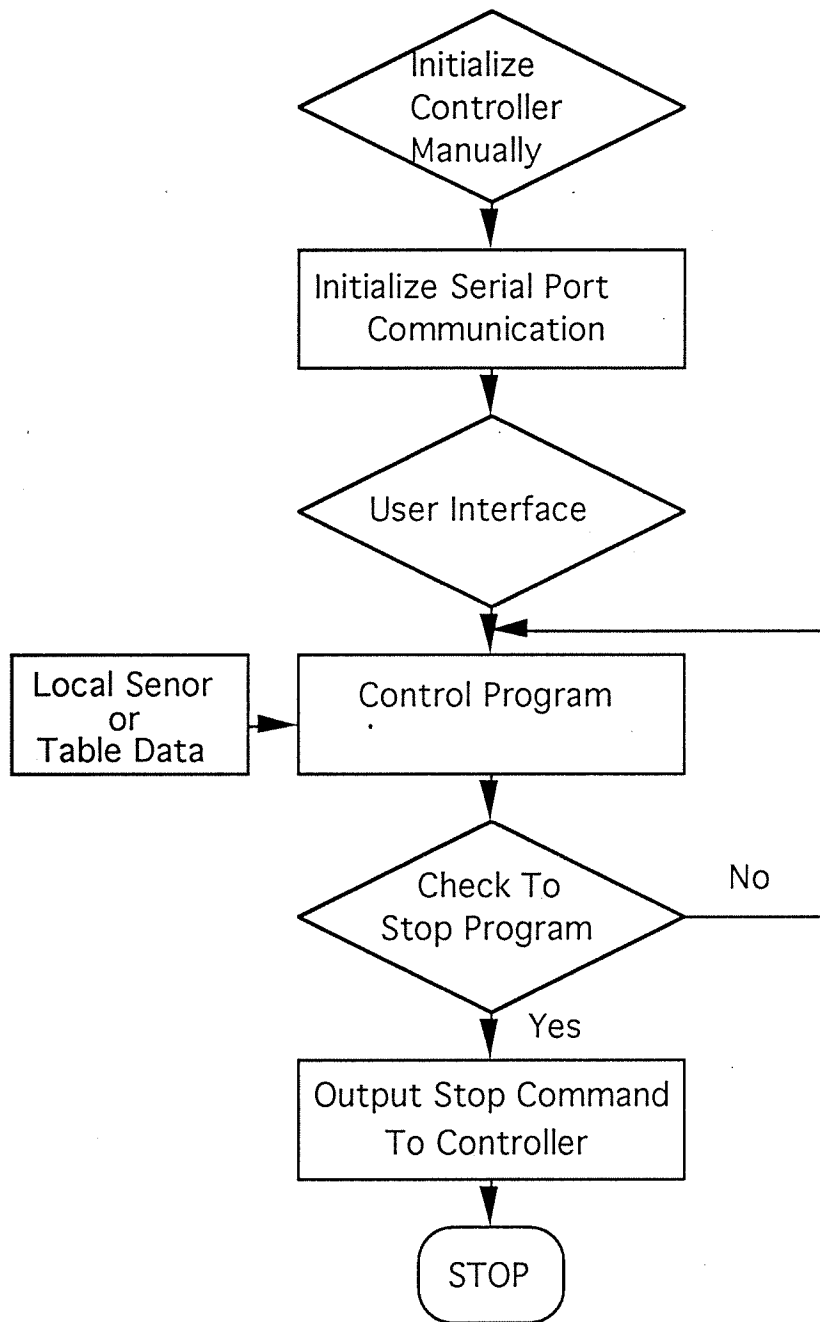 Initialize
Controller
Manually
Initialize Serial Port
Communication
User Interface
Local Senor
or
Table Data
Control Program
Check To
Stop Program
No
Yes
Output Stop Command
To Controller
STOP